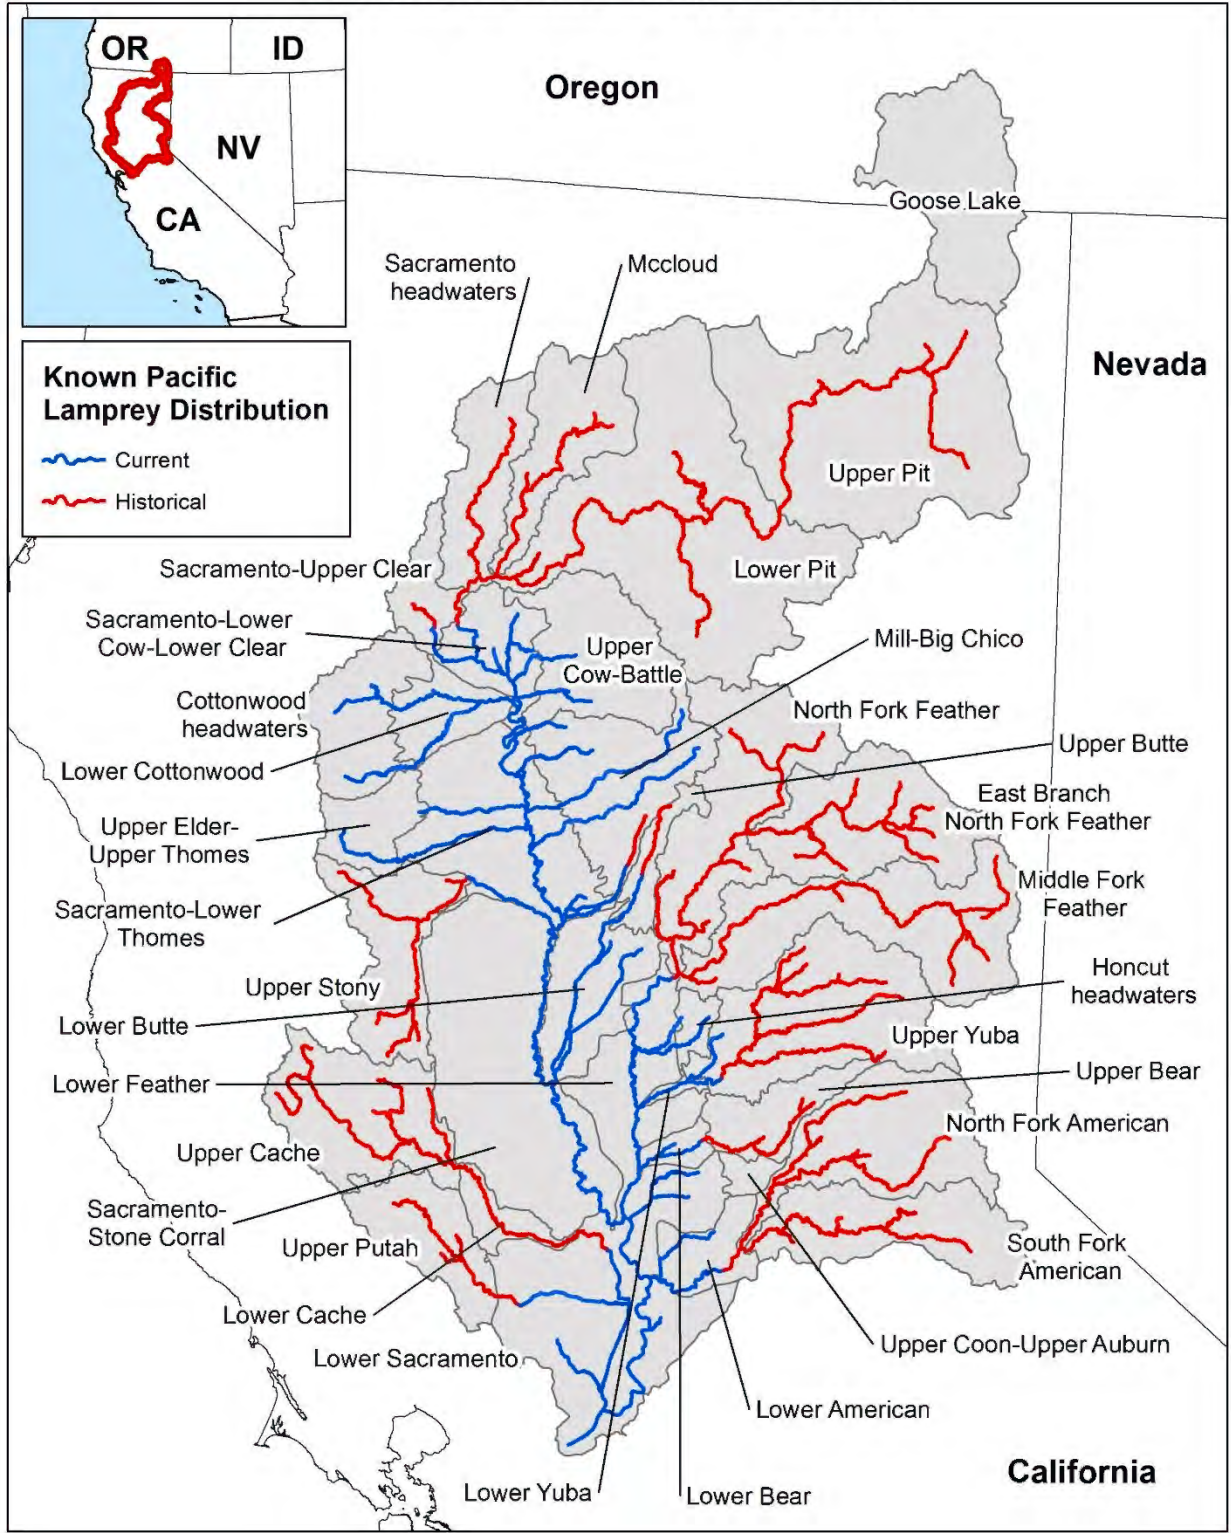 OR
ID
NV
CA
Oregon
Goose Lake
Sacramento
headwaters
Mccloud
Known Pacific
Lamprey Distribution
Current
Historical
Nevada
Upper Pit
Sacramento-Upper Clear
Lower Pit
Sacramento-Lower
Cow-Lower Clear
Upper
Cow-Battle
Mill-Big Chico
Cottonwood
headwaters
North Fork Feather
Upper Butte
Lower Cottonwood
East Branch
North Fork Feather
Upper Elder-
Upper Thomes
Middle Fork
Feather
Sacramento-Lower
Thomes
Honcut
headwaters
Upper Stony
Lower Butte
Upper Yuba
Lower Feather
Upper Bear
North Fork American
Upper Cache
Sacramento-
Stone Corral
Upper Putah
South Fork
American
Lower Cache
Upper Coon-Upper Auburn
Lower Sacramento
Lower American
California
Lower Yuba
Lower Bear